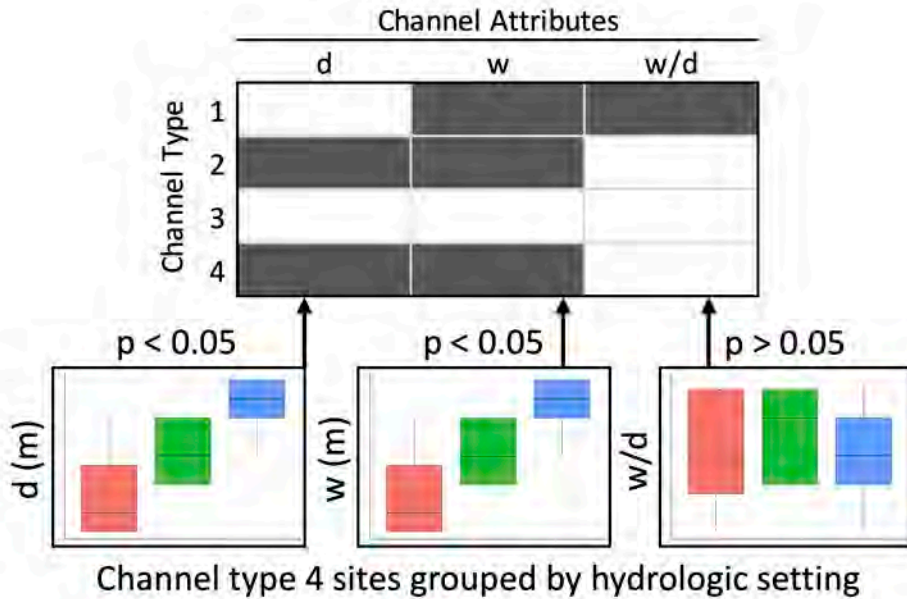 Channel Attributes
d w w/d
Channel Type
1
2
3
4
p < 0.05 p < 0.05 p > 0.05
d (m) w (m) w/d
Channel type 4 sites grouped by hydrologic setting